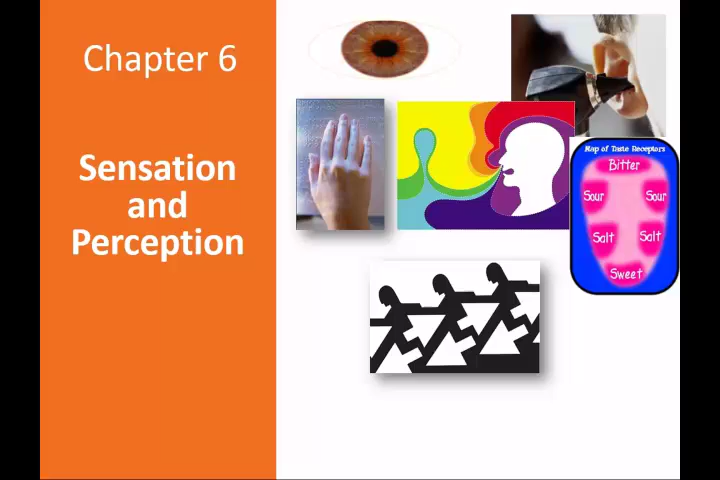 Chapter 6
Sensation
and
Perception
Map of Taste Receptors
Bitter
Sour Sour
Salt Salt
Sweet